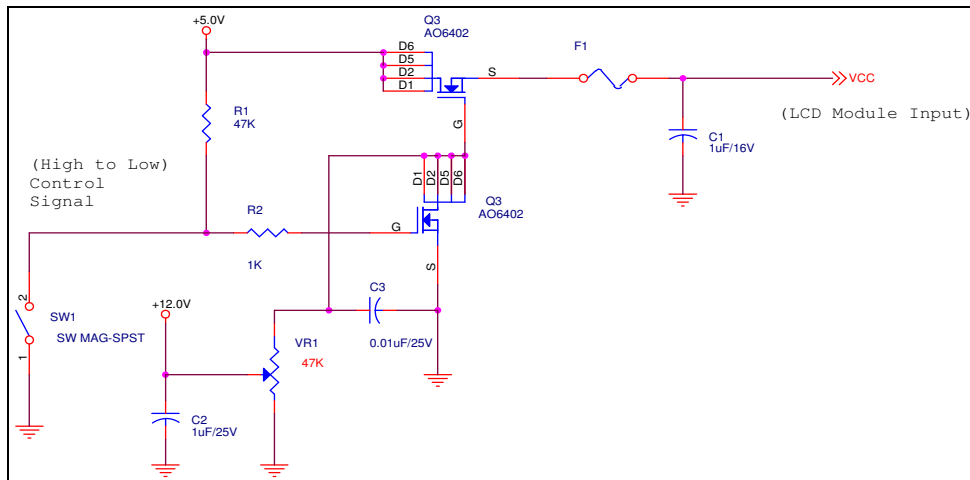 +5.0V
Q3
AO6402
D6
D5
D2
D1
S
G
F1
VCC
(LCD Module Input)
C1
1uF/16V
R1
47K
(High to Low)
Control
Signal
D1
D2
D5
D6
Q3
AO6402
R2
1K
G
S
C3
0.01uF/25V
2
1
SW1
SW MAG-SPST
+12.0V
VR1
47K
C2
1uF/25V